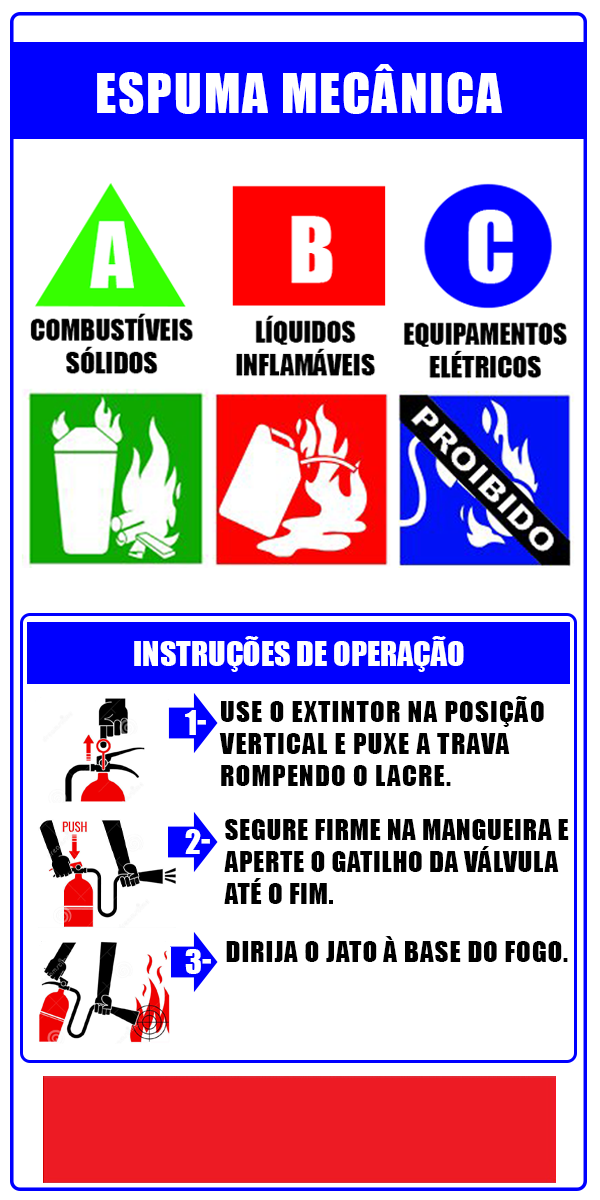 ESPUMA MECÂNICA
A
B
C
COMBUSTÍVEIS
SÓLIDOS
LÍQUIDOS
INFLAMÁVEIS
EQUIPAMENTOS
ELÉTRICOS
PROIBIDO
INSTRUÇÕES DE OPERAÇÃO
1-
USE O EXTINTOR NA POSIÇÃO
VERTICAL E PUXE A TRAVA
ROMPENDO O LACRE.
PUSH
2-
SEGURE FIRME NA MANGUEIRA E
APERTE O GATILHO DA VÁLVULA
ATÉ O FIM.
3-
DIRIJA O JATO À BASE DO FOGO.